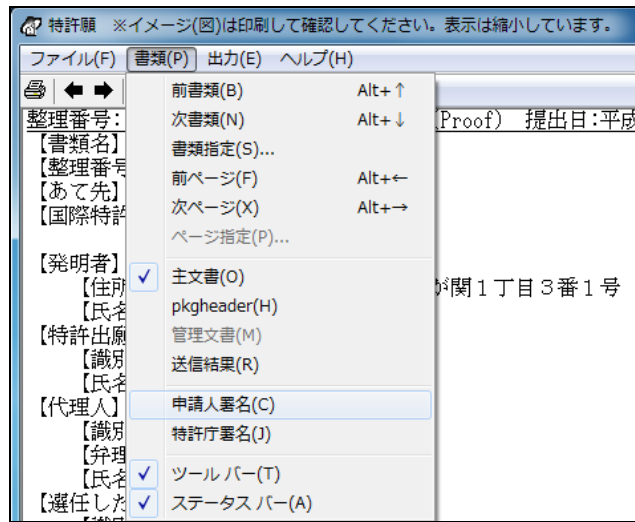 特許願 ※イメージ(図)は印刷して確認してください。表示は縮小しています。
ファイル(F) 書類(P) 出力(E) ヘルプ(H)
整理番号: (Proof) 提出日:平成
【書類名】
【整理番号
【あて先】
【国際特許
【発明者】
【住所 が関１丁目３番１号
【氏名
【特許出願
【識別
【氏名
【代理人】
【識別
【弁理
【氏名
【選任した
前書類(B) Alt+↑
次書類(N) Alt+↓
書類指定(S)...
前ページ(F) Alt+←
次ページ(X) Alt+→
ページ指定(P)...
主文書(O)
pkgheader(H)
管理文書(M)
送信結果(R)
申請人署名(C)
特許庁署名(J)
ツール バー(T)
ステータス バー(A)